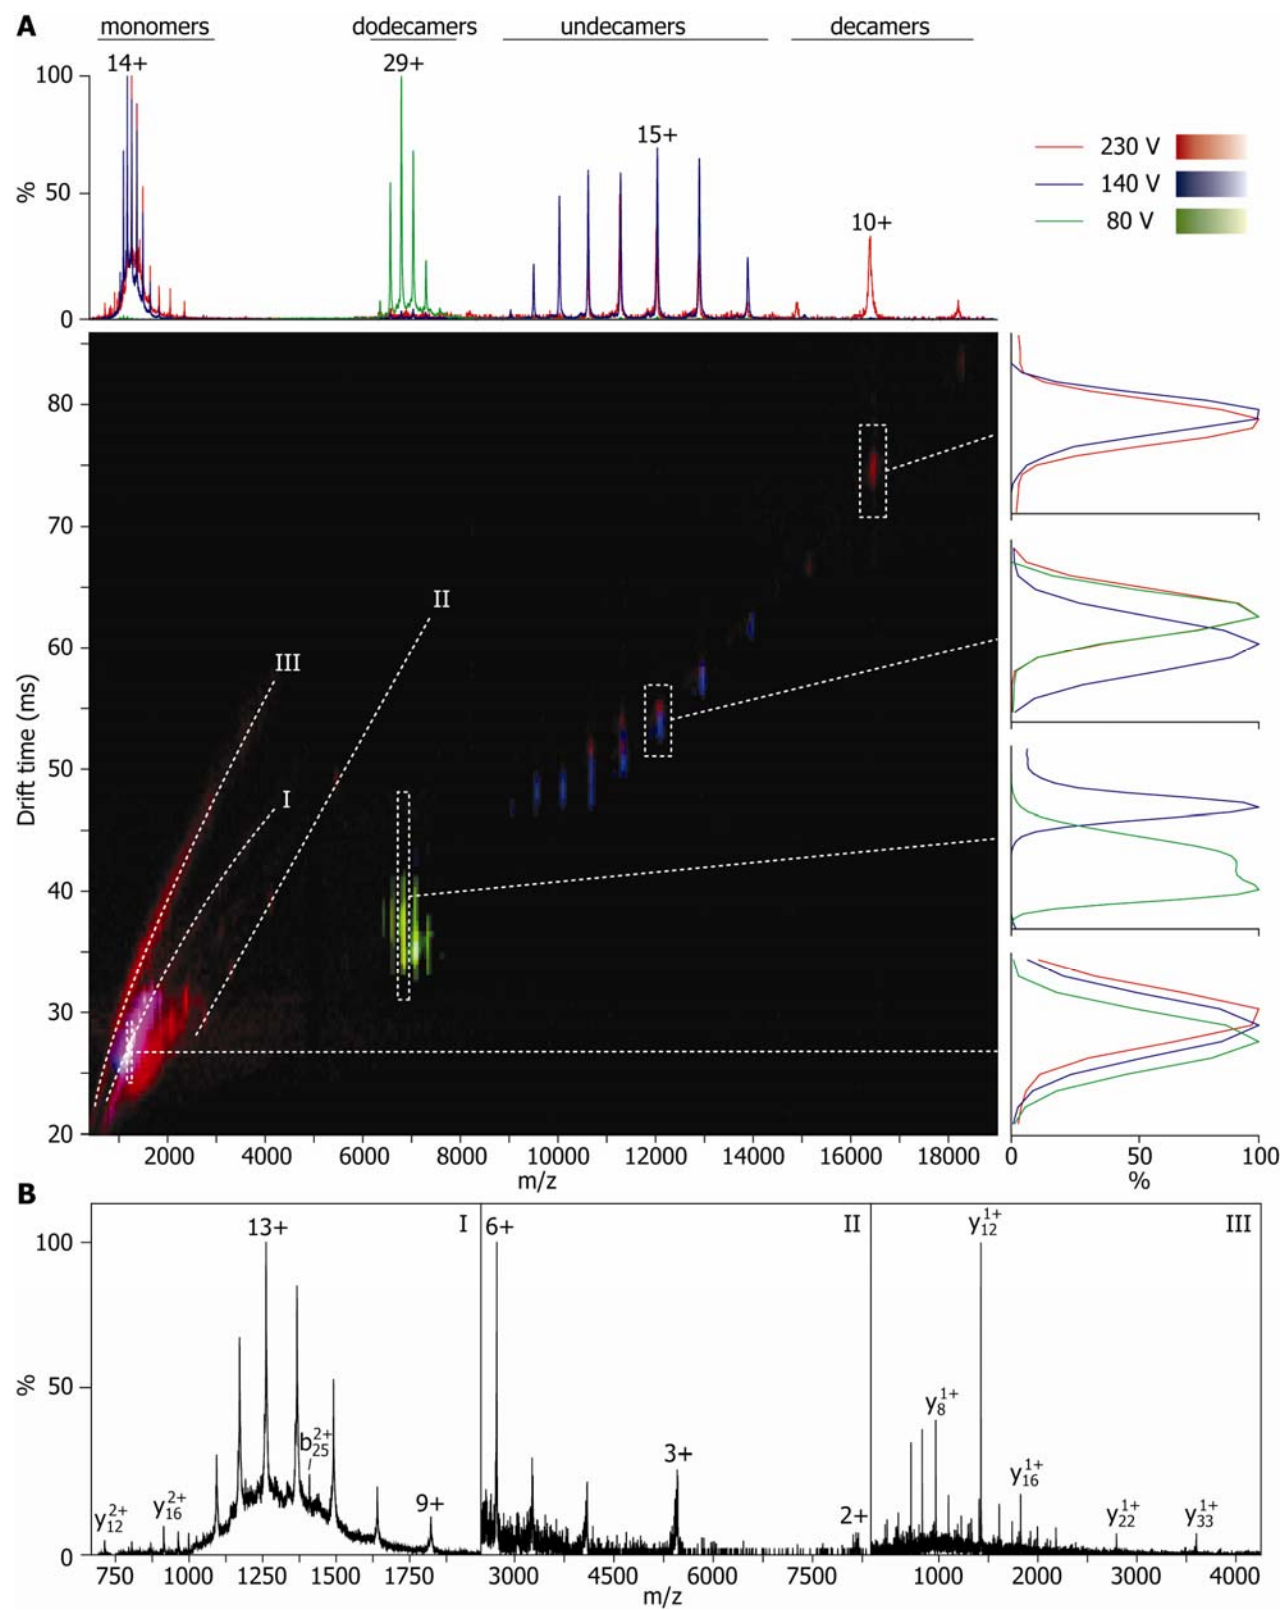 A
monomers dodecamers undecamers decamers
14+ 29+
100
15+
230 V
140 V
% 50
80 V
10+
0
80
70
II
III
60
Drift time (ms)
50
I
40
30
20
2000 4000 6000 8000 10000 12000 14000 16000 18000 0 50 100
m/z %
B
13+ I 6+ II y12 1+ III
100
% 50
y8 1+
b25 2+
3+
y16 1+
y12 2+ y16 2+ 9+ 2+ y22 1+ y33 1+
0
750 1000 1250 1500 1750 3000 4500 6000 7500 1000 2000 3000 4000
m/z